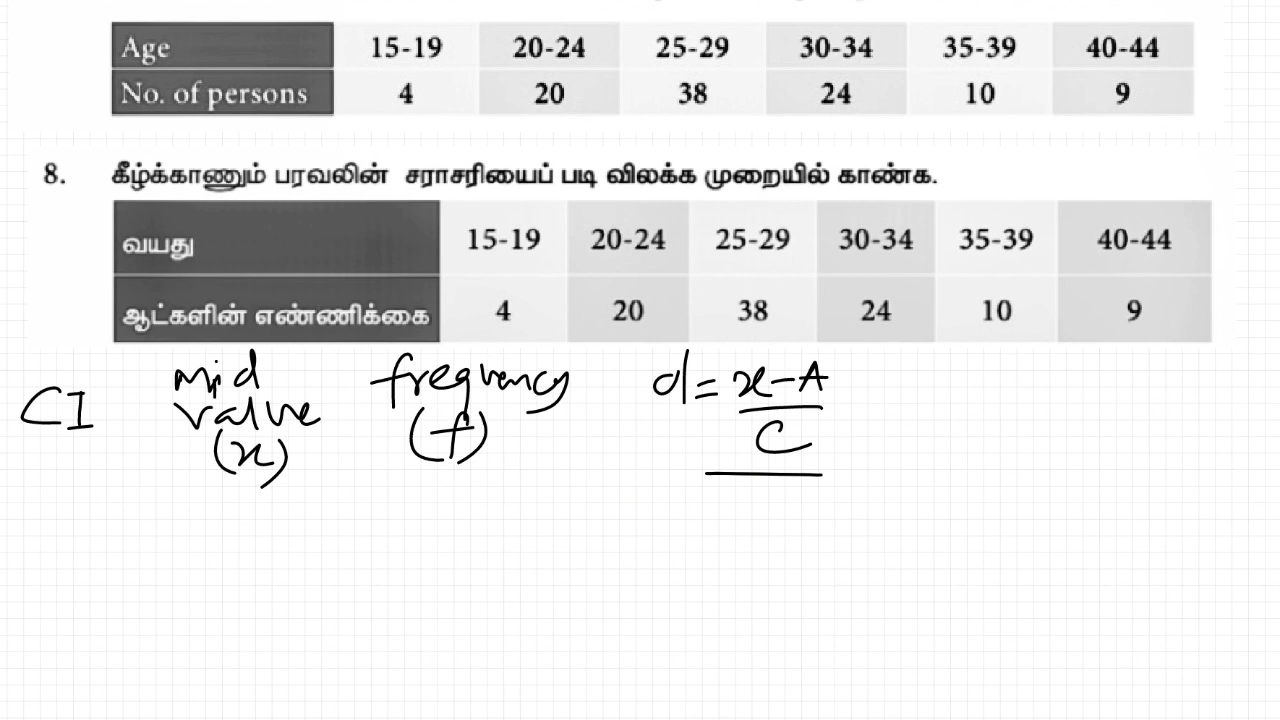 Age 15-19 20-24 25-29 30-34 35-39 40-44
No. of persons 4 20 38 24 10 9
8. கீழ்க்காணும் பரவலின் சராசரியைப் படி விலக்க முறையில் காண்க.
வயது 15-19 20-24 25-29 30-34 35-39 40-44
ஆட்களின் எண்ணிக்கை 4 20 38 24 10 9
CI mid value (x) frequency (f) d = x-A / C